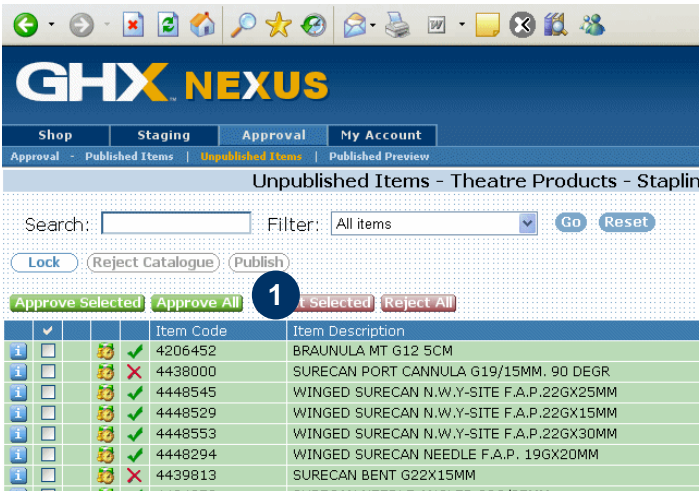 GHX NEXUS
Shop Staging Approval My Account
Approval - Published Items | Unpublished Items | Published Preview
Unpublished Items - Theatre Products - Staplin
Search: Filter: All items Go Reset
Lock Reject Catalogue Publish
Approve Selected Approve All 1 t Selected Reject All
Item Code Item Description
4206452 BRAUNULA MT G12 5CM
4438000 SURECAN PORT CANNULA G19/15MM. 90 DEGR
4448545 WINGED SURECAN N.W.Y-SITE F.A.P.22GX25MM
4448529 WINGED SURECAN N.W.Y-SITE F.A.P.22GX15MM
4448553 WINGED SURECAN N.W.Y-SITE F.A.P.22GX30MM
4448294 WINGED SURECAN NEEDLE F.A.P. 19GX20MM
4439813 SURECAN BENT G22X15MM